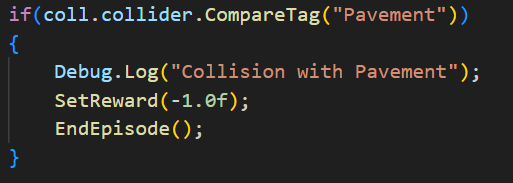 if(coll.collider.CompareTag("Pavement"))
{
    Debug.Log("Collision with Pavement");
    SetReward(-1.0f);
    EndEpisode();
}